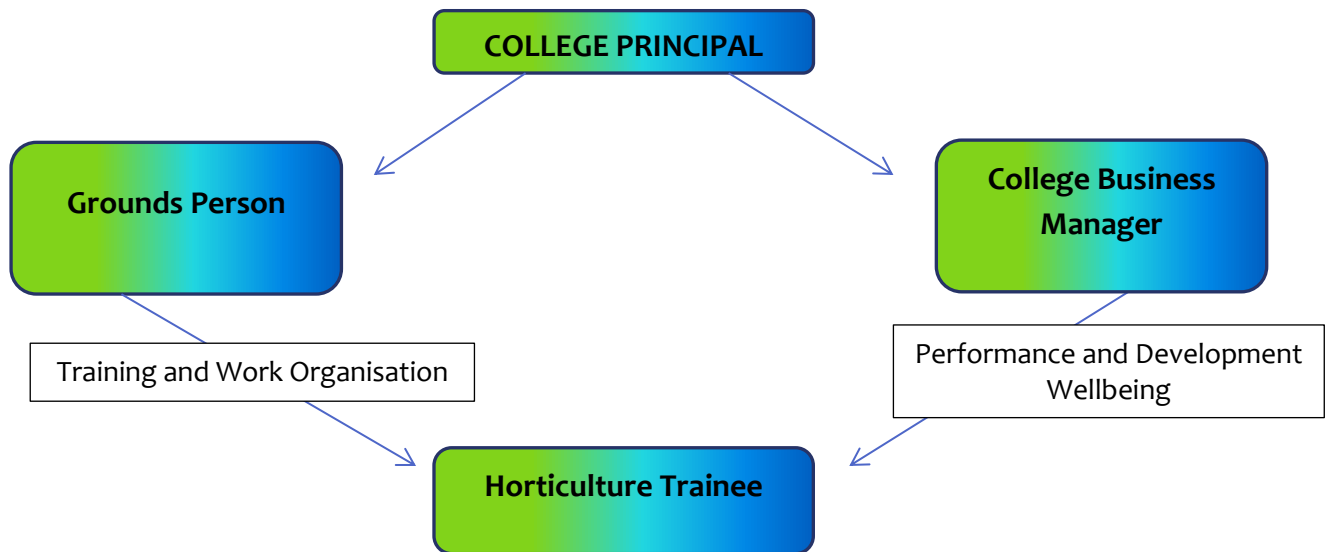 COLLEGE PRINCIPAL
Grounds Person
College Business
Manager
Training and Work Organisation
Performance and Development
Wellbeing
Horticulture Trainee